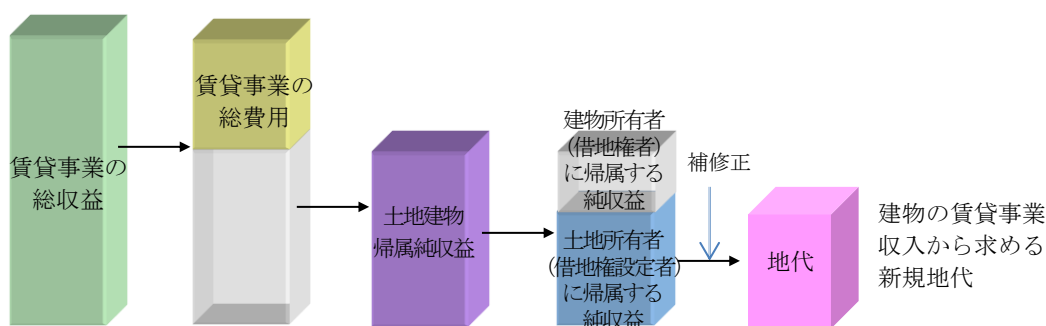 賃貸事業の
総収益
賃貸事業の
総費用
土地建物
帰属純収益
建物所有者
(借地権者)
に帰属する
純収益
土地所有者
(借地権設定者)
に帰属する
純収益
補修正
地代
建物の賃貸事業
収入から求める
新規地代